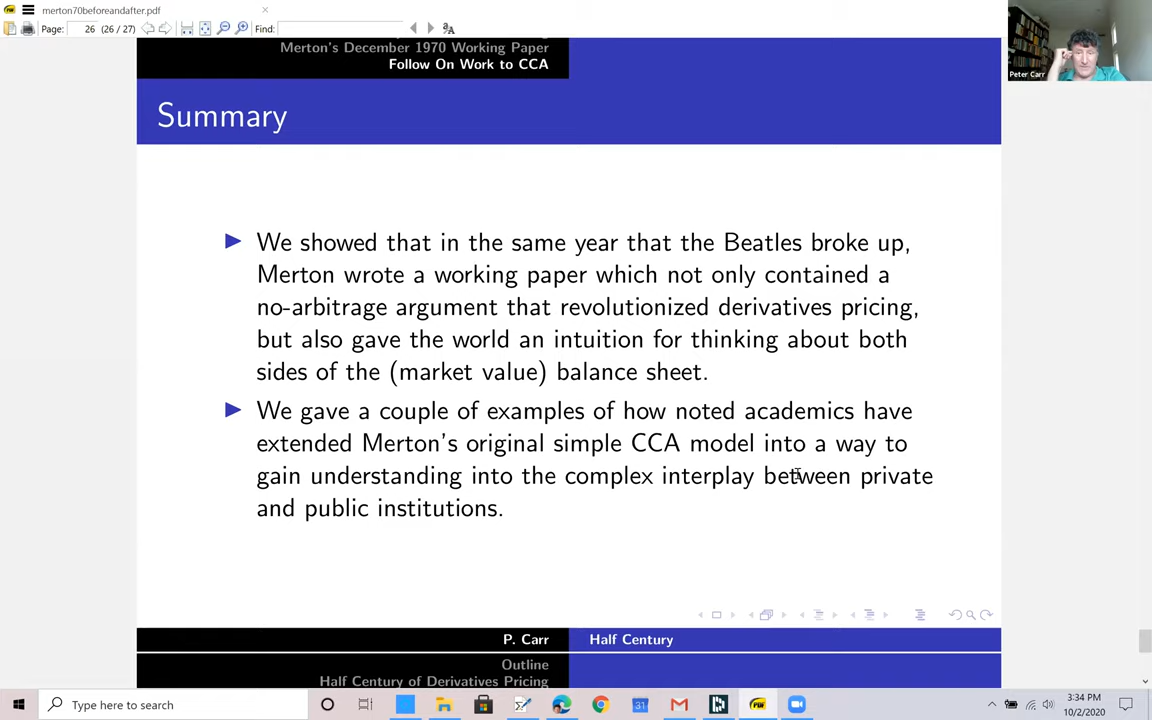 merton70beforeandafter.pdf
Page: 26 (26 / 27) Find:
Merton's December 1970 Working Paper
Follow On Work to CCA
Peter Carr
Summary
We showed that in the same year that the Beatles broke up,
Merton wrote a working paper which not only contained a
no-arbitrage argument that revolutionized derivatives pricing,
but also gave the world an intuition for thinking about both
sides of the (market value) balance sheet.
We gave a couple of examples of how noted academics have
extended Merton's original simple CCA model into a way to
gain understanding into the complex interplay between private
and public institutions.
P. Carr Half Century
Outline
Half Century of Derivatives Pricing
Type here to search
31
3:34 PM
10/2/2020